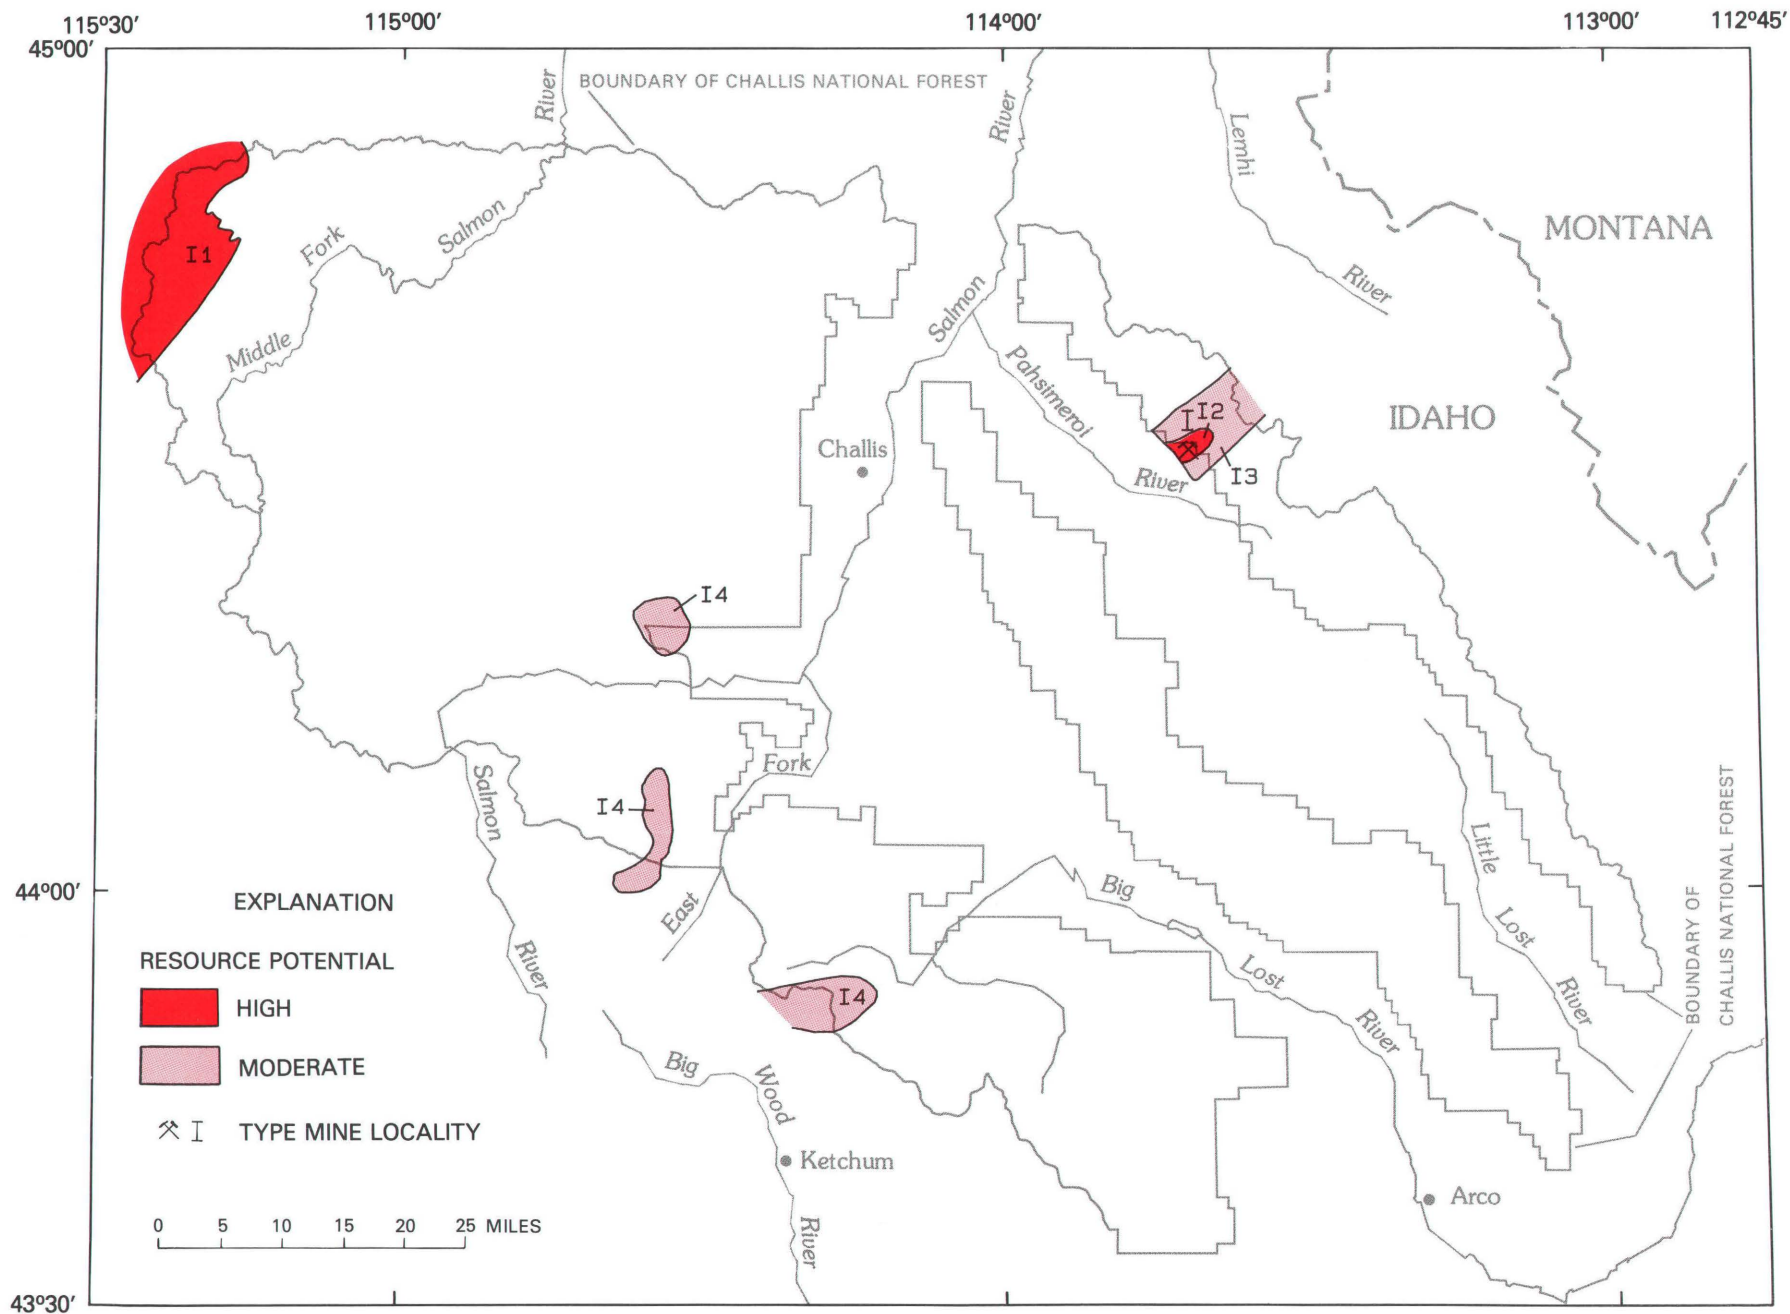 115°30′ 115°00′ 114°00′ 113°00′ 112°45′
45°00′
BOUNDARY OF CHALLIS NATIONAL FOREST
River
River
Lemhi
River
MONTANA
IDAHO
I1
Middle
Fork
Salmon
Salmon
Pahsimeroi
River
I I2
I3
Challis
I4
Salmon
River
I4
Fork
East
44°00′
Big
Lost
River
Little
Lost
River
BOUNDARY OF
CHALLIS NATIONAL FOREST
I4
Big
Wood
River
Ketchum
Arco
EXPLANATION
RESOURCE POTENTIAL
HIGH
MODERATE
I TYPE MINE LOCALITY
0 5 10 15 20 25 MILES
43°30′